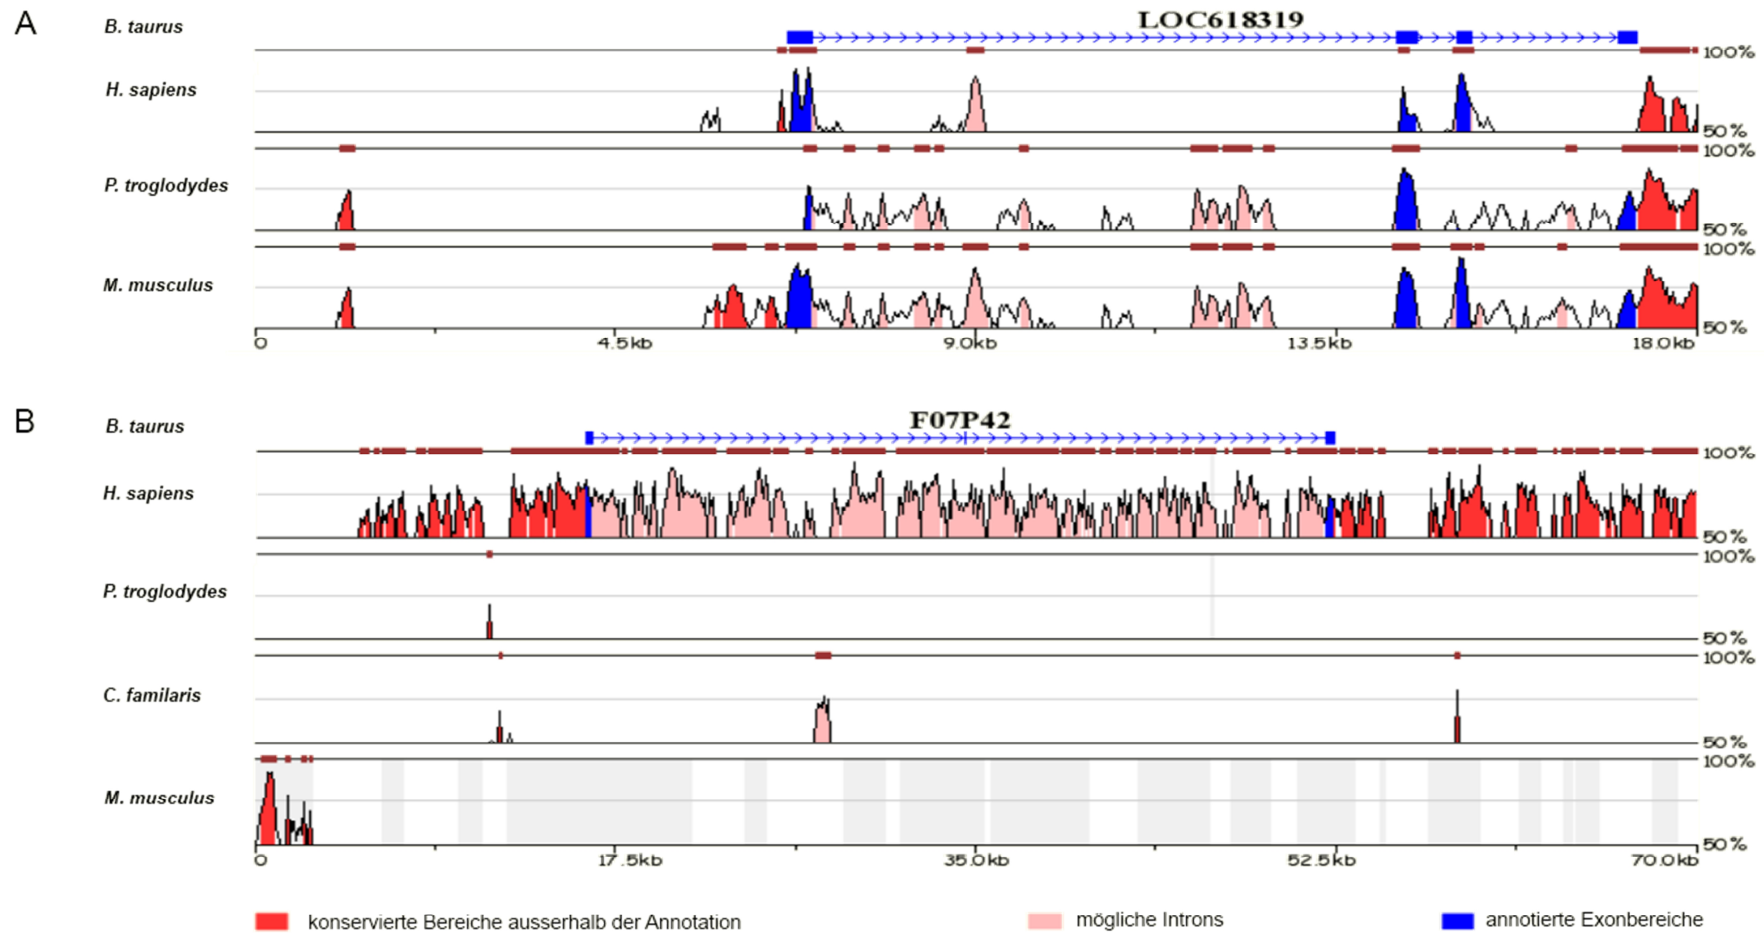 A
B. taurus
LOC618319
100%
H. sapiens
50%
100%
P. troglodydes
50%
100%
M. musculus
50%
0 4.5kb 9.0kb 13.5kb 18.0kb
B
B. taurus
F07P42
100%
H. sapiens
50%
100%
P. troglodydes
50%
100%
C. familaris
50%
100%
M. musculus
50%
0 17.5kb 35.0kb 52.5kb 70.0kb
konservierte Bereiche ausserhalb der Annotation mögliche Introns annotierte Exonbereiche